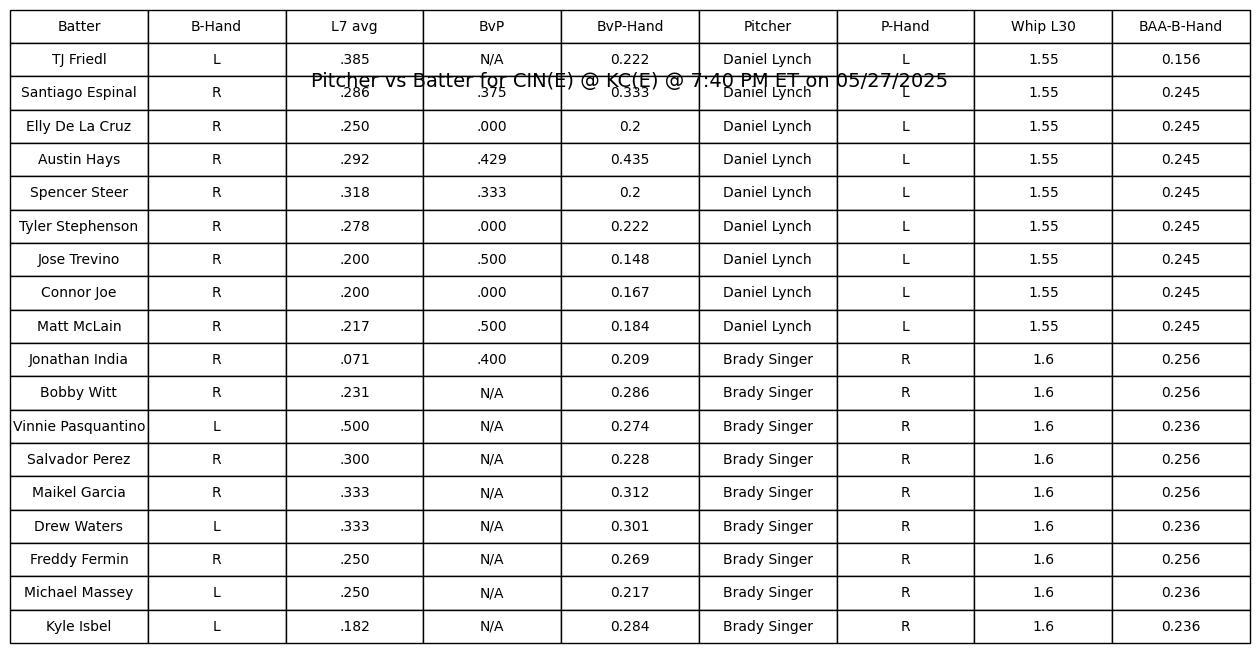 Batter B-Hand L7 avg BvP BvP-Hand Pitcher P-Hand Whip L30 BAA-B-Hand
TJ Friedl L .385 N/A 0.222 Daniel Lynch L 1.55 0.156
Pitcher vs Batter for CIN(E) @ KC(E) @ 7:40 PM ET on 05/27/2025
Santiago Espinal R .286 .375 0.333 Daniel Lynch L 1.55 0.245
Elly De La Cruz R .250 .000 0.2 Daniel Lynch L 1.55 0.245
Austin Hays R .292 .429 0.435 Daniel Lynch L 1.55 0.245
Spencer Steer R .318 .333 0.2 Daniel Lynch L 1.55 0.245
Tyler Stephenson R .278 .000 0.222 Daniel Lynch L 1.55 0.245
Jose Trevino R .200 .500 0.148 Daniel Lynch L 1.55 0.245
Connor Joe R .200 .000 0.167 Daniel Lynch L 1.55 0.245
Matt McLain R .217 .500 0.184 Daniel Lynch L 1.55 0.245
Jonathan India R .071 .400 0.209 Brady Singer R 1.6 0.256
Bobby Witt R .231 N/A 0.286 Brady Singer R 1.6 0.256
Vinnie Pasquantino L .500 N/A 0.274 Brady Singer R 1.6 0.236
Salvador Perez R .300 N/A 0.228 Brady Singer R 1.6 0.256
Maikel Garcia R .333 N/A 0.312 Brady Singer R 1.6 0.256
Drew Waters L .333 N/A 0.301 Brady Singer R 1.6 0.236
Freddy Fermin R .250 N/A 0.269 Brady Singer R 1.6 0.256
Michael Massey L .250 N/A 0.217 Brady Singer R 1.6 0.236
Kyle Isbel L .182 N/A 0.284 Brady Singer R 1.6 0.236